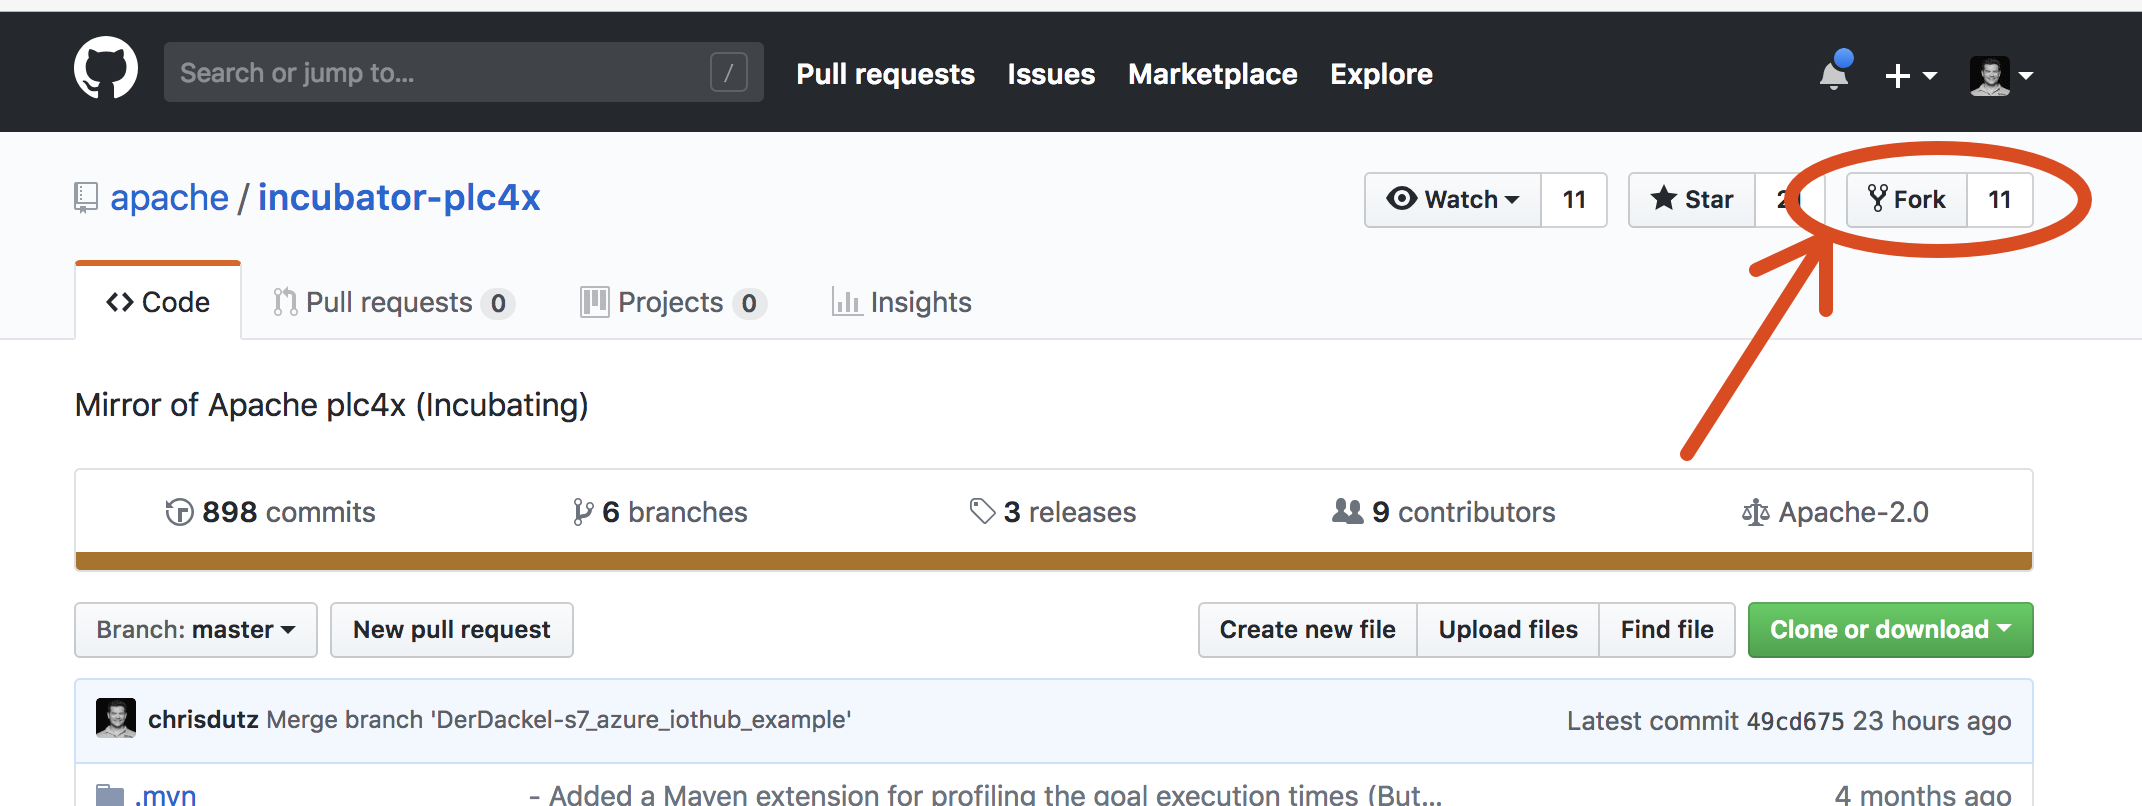 Search or jump to... / Pull requests Issues Marketplace Explore
apache / incubator-plc4x Watch 11 Star Fork 11
Code Pull requests 0 Projects 0 Insights
Mirror of Apache plc4x (Incubating)
898 commits 6 branches 3 releases 9 contributors Apache-2.0
Branch: master New pull request Create new file Upload files Find file Clone or download
chrisdutz Merge branch 'DerDackel-s7_azure_iothub_example' Latest commit 49cd675 23 hours ago
.mvn - Added a Maven extension for profiling the goal execution times (But... 4 months ago